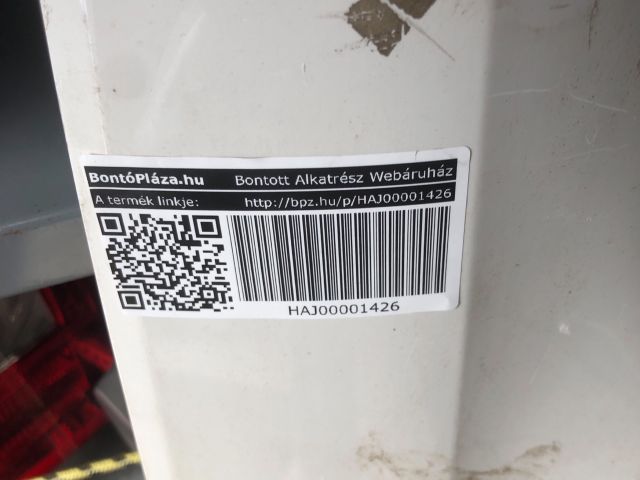 BontóPláza.hu Bontott Alkatrész Webáruház
A termék linkje: http://bpz.hu/p/HAJ00001426
HAJ00001426